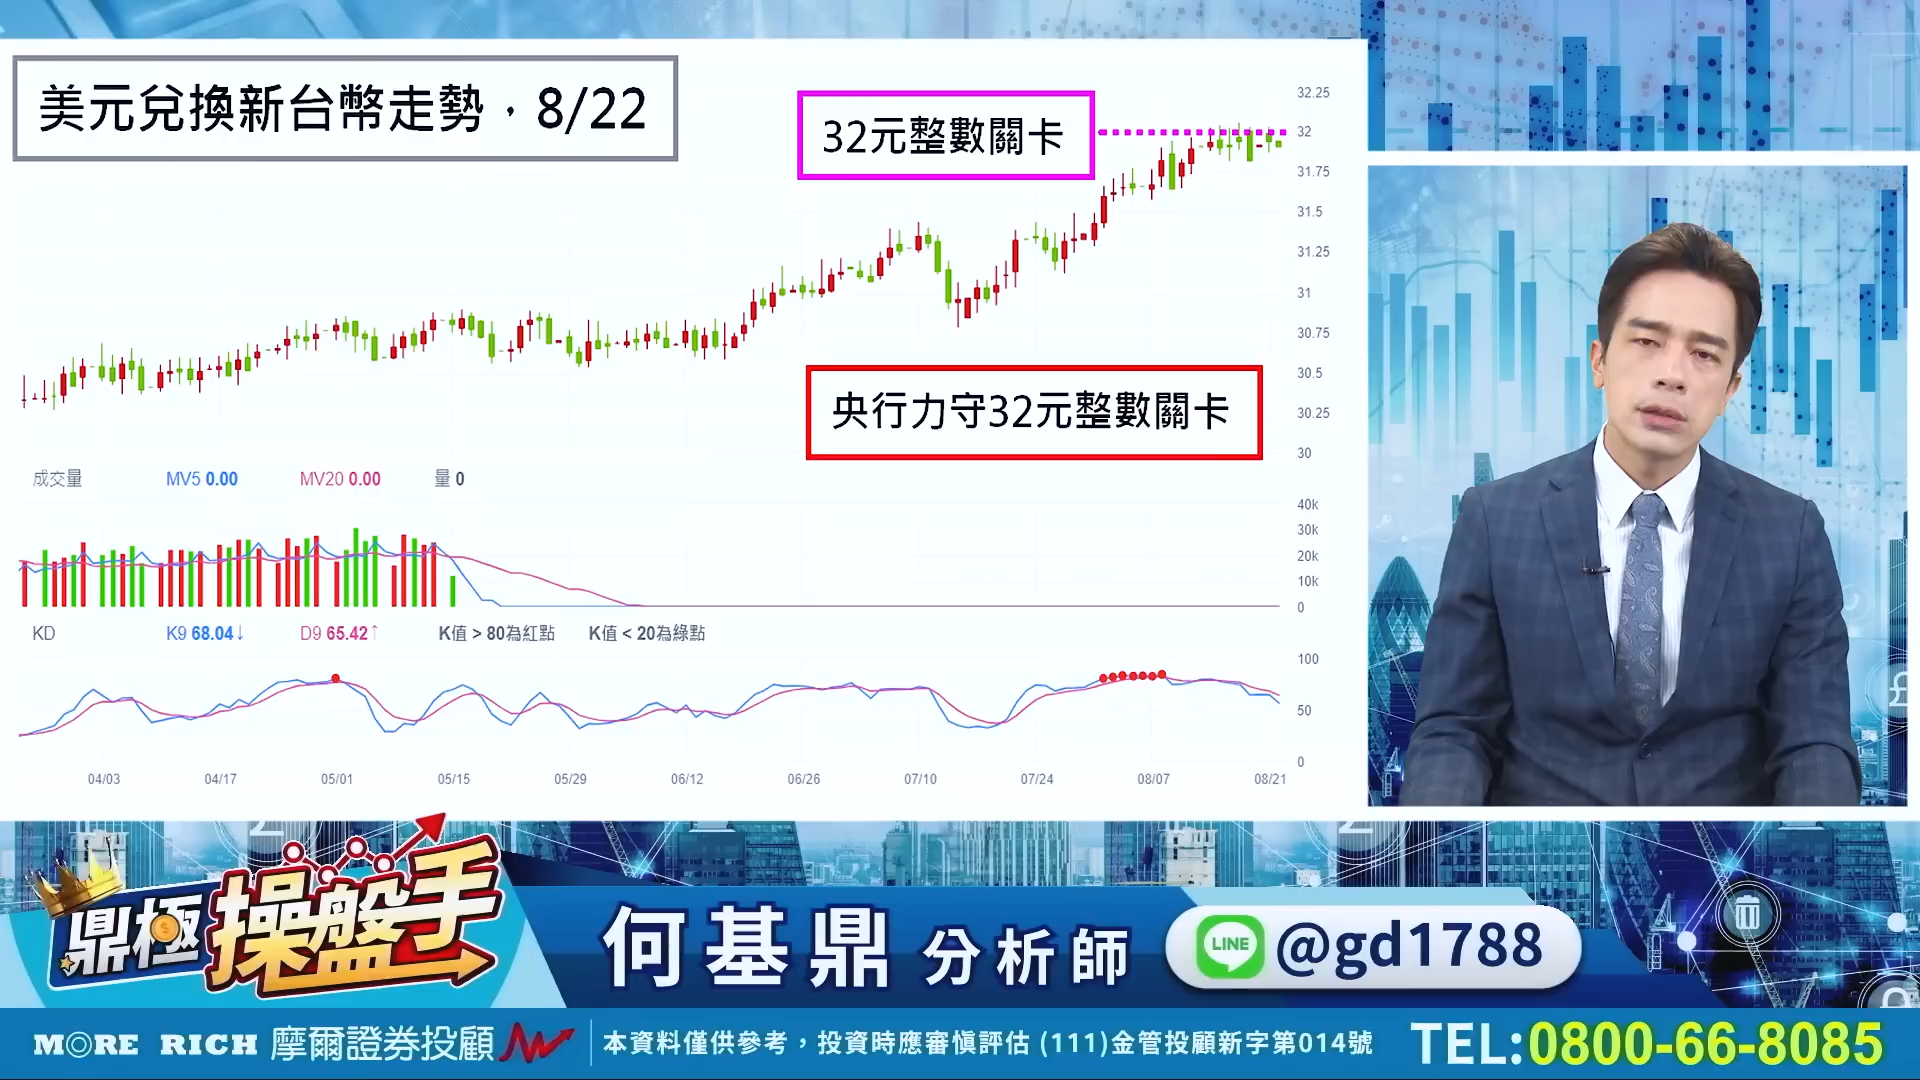 美元兌換新台幣走勢，8/22
32元整數關卡
央行力守32元整數關卡
32.25
32
31.75
31.5
31.25
31
30.75
30.5
30.25
30
成交量 MV5 0.00 MV20 0.00 量 0
40k
30k
20k
10k
0
KD K9 68.04↓ D9 65.42↑ K值 > 80為紅點 K值 < 20為綠點
100
50
0
04/03 04/17 05/01 05/15 05/29 06/12 06/26 07/10 07/24 08/07 08/21
鼎極操盤手
何基鼎 分析師
LINE @gd1788
MORE RICH 摩爾證券投顧
本資料僅供參考，投資時應審慎評估 (111)金管投顧新字第014號
TEL:0800-66-8085